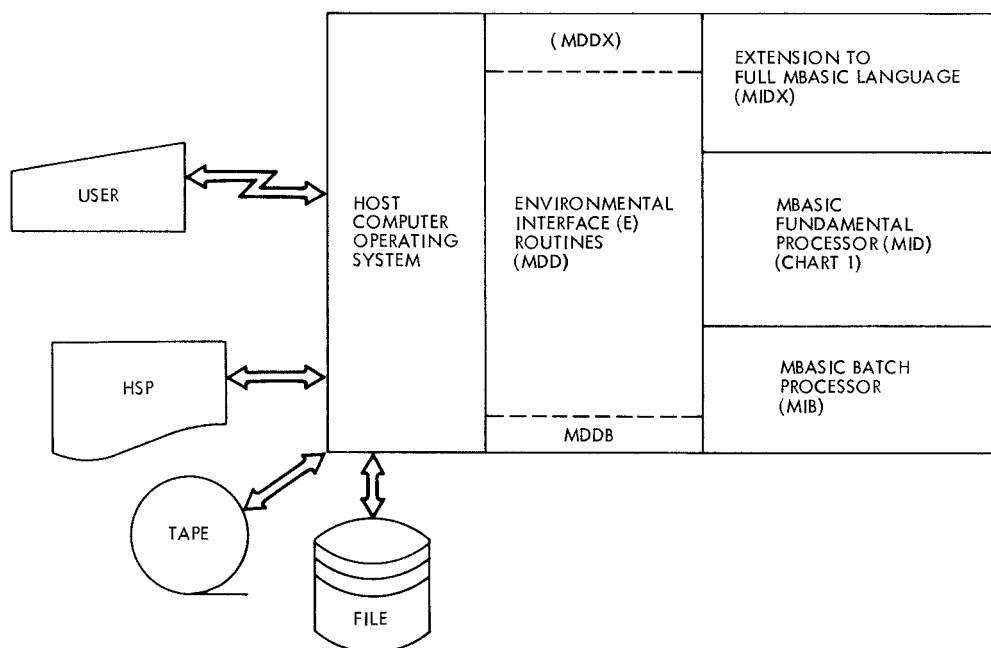 (MDDX)
EXTENSION TO
FULL MBASIC LANGUAGE
(MIDX)
USER
HOST
COMPUTER
OPERATING
SYSTEM
ENVIRONMENTAL
INTERFACE (E)
ROUTINES
(MDD)
MBASIC
FUNDAMENTAL
PROCESSOR (MID)
(CHART 1)
HSP
MBASIC BATCH
PROCESSOR
(MIB)
MDDB
TAPE
FILE